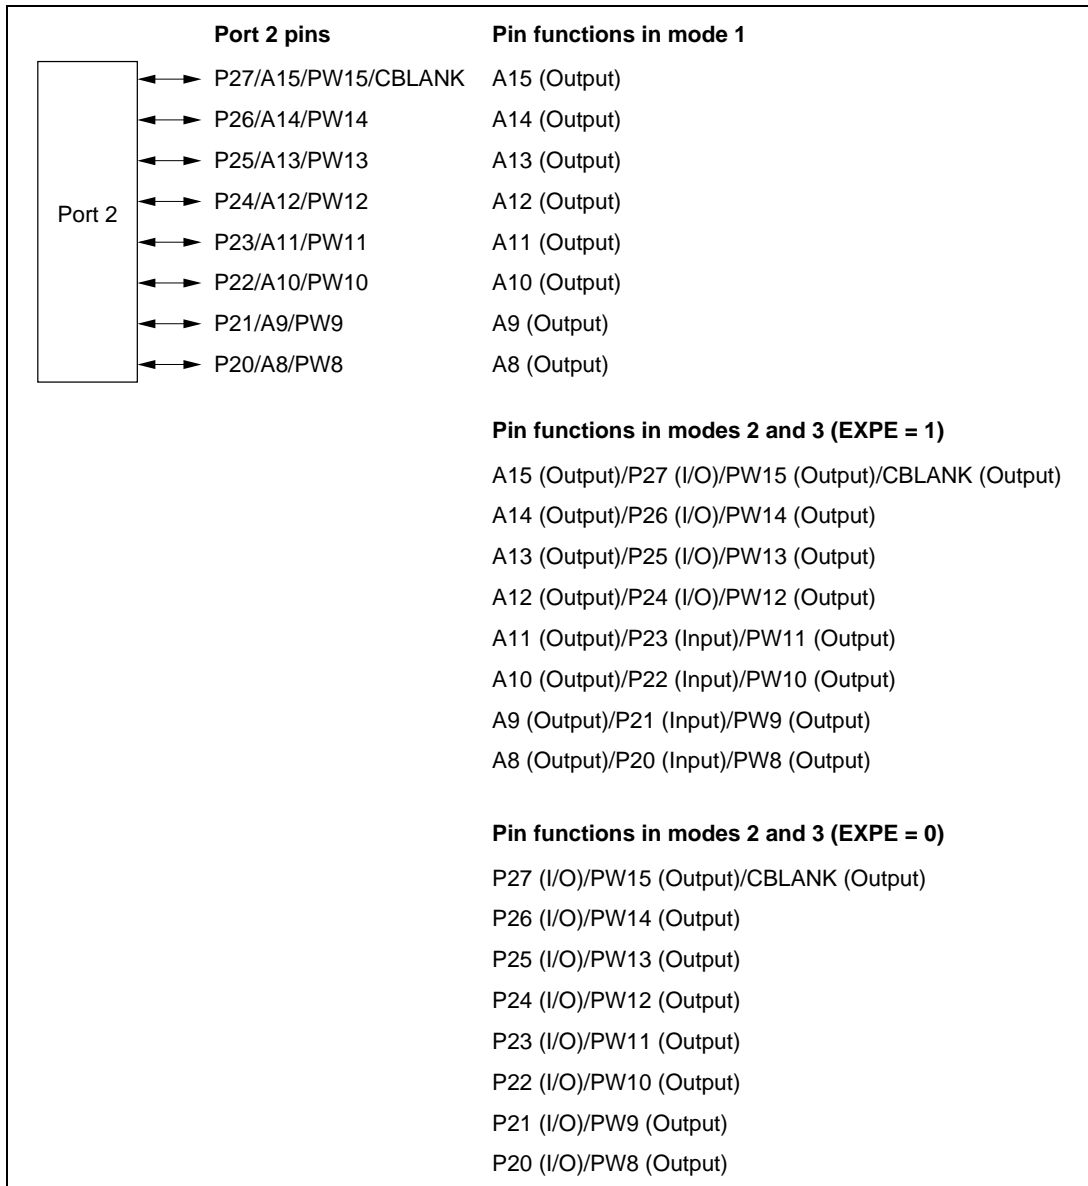 Port 2 pins Pin functions in mode 1
P27/A15/PW15/CBLANK A15 (Output)
P26/A14/PW14 A14 (Output)
P25/A13/PW13 A13 (Output)
P24/A12/PW12 A12 (Output)
Port 2
P23/A11/PW11 A11 (Output)
P22/A10/PW10 A10 (Output)
P21/A9/PW9 A9 (Output)
P20/A8/PW8 A8 (Output)
Pin functions in modes 2 and 3 (EXPE = 1)
A15 (Output)/P27 (I/O)/PW15 (Output)/CBLANK (Output)
A14 (Output)/P26 (I/O)/PW14 (Output)
A13 (Output)/P25 (I/O)/PW13 (Output)
A12 (Output)/P24 (I/O)/PW12 (Output)
A11 (Output)/P23 (Input)/PW11 (Output)
A10 (Output)/P22 (Input)/PW10 (Output)
A9 (Output)/P21 (Input)/PW9 (Output)
A8 (Output)/P20 (Input)/PW8 (Output)
Pin functions in modes 2 and 3 (EXPE = 0)
P27 (I/O)/PW15 (Output)/CBLANK (Output)
P26 (I/O)/PW14 (Output)
P25 (I/O)/PW13 (Output)
P24 (I/O)/PW12 (Output)
P23 (I/O)/PW11 (Output)
P22 (I/O)/PW10 (Output)
P21 (I/O)/PW9 (Output)
P20 (I/O)/PW8 (Output)